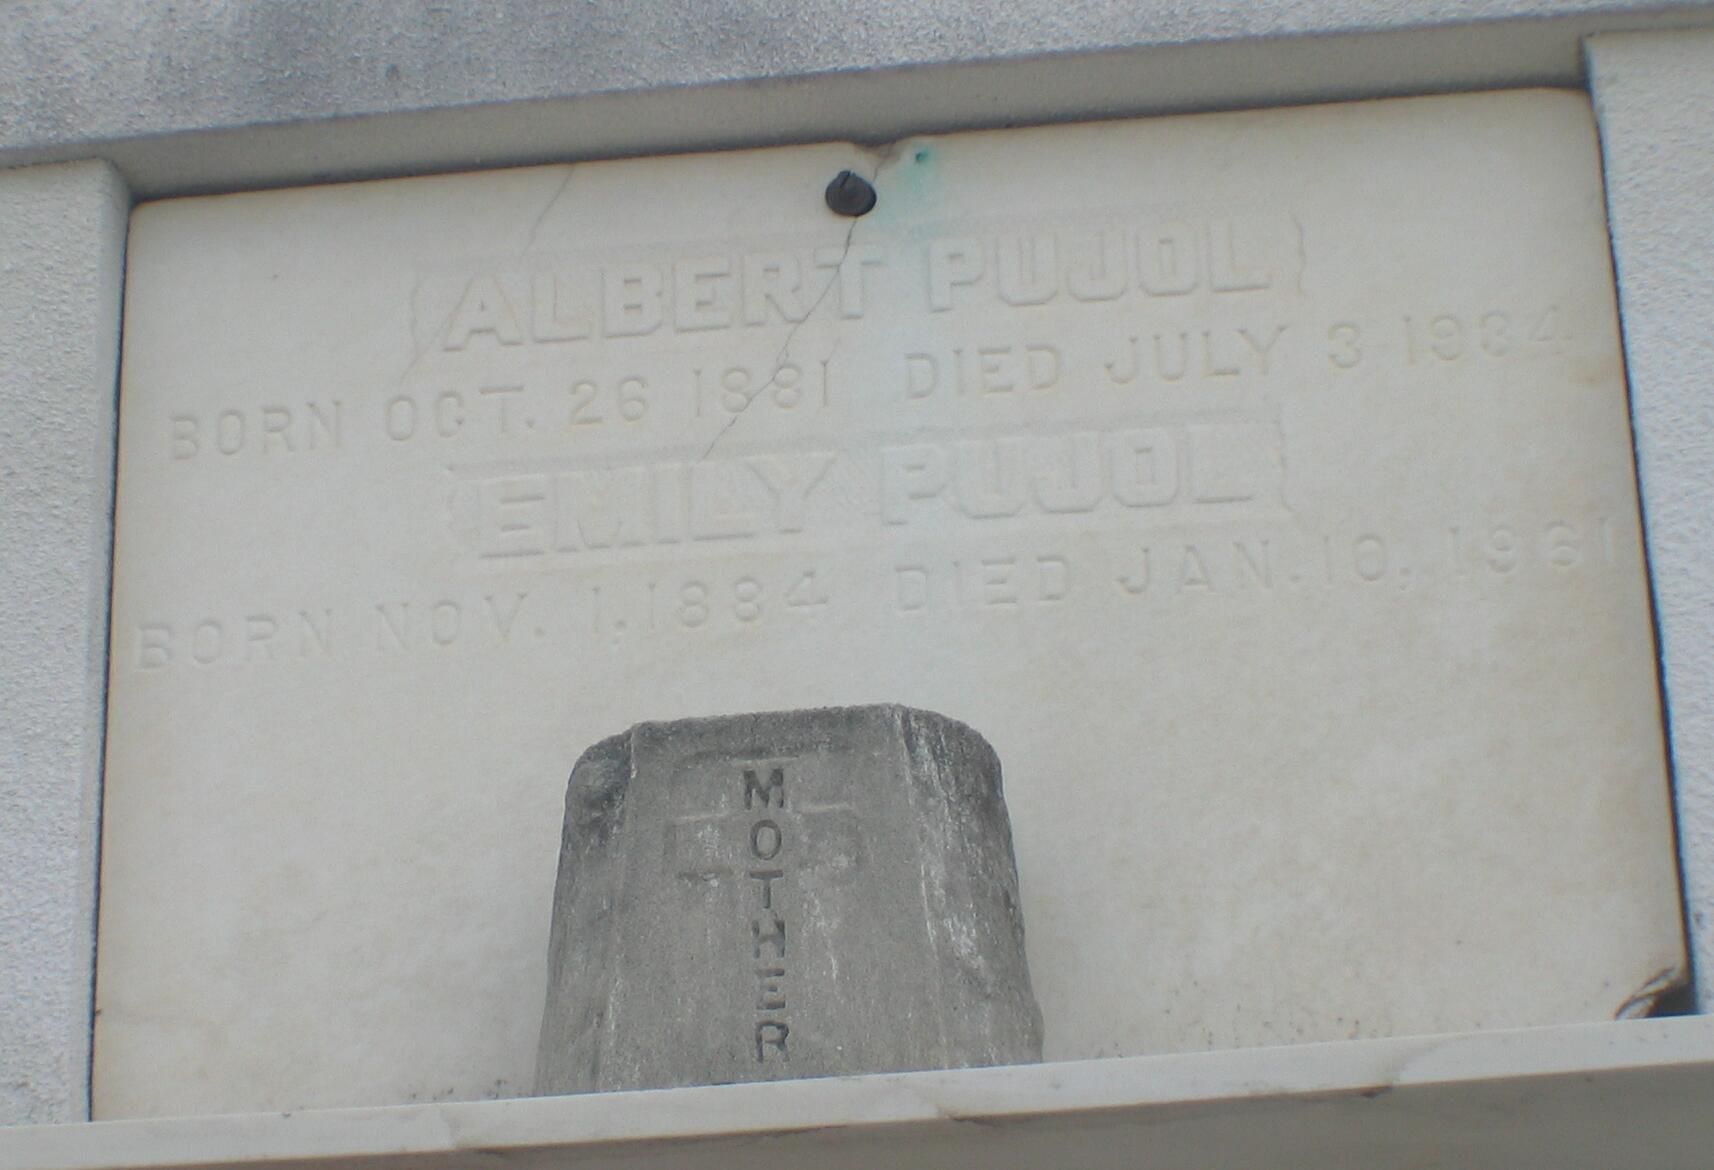 ALBERT PUJOL
BORN OCT. 26 1881 DIED JULY 3 1934
EMILY PUJOL
BORN NOV. 1, 1884 DIED JAN. 10, 1961
MOTHER